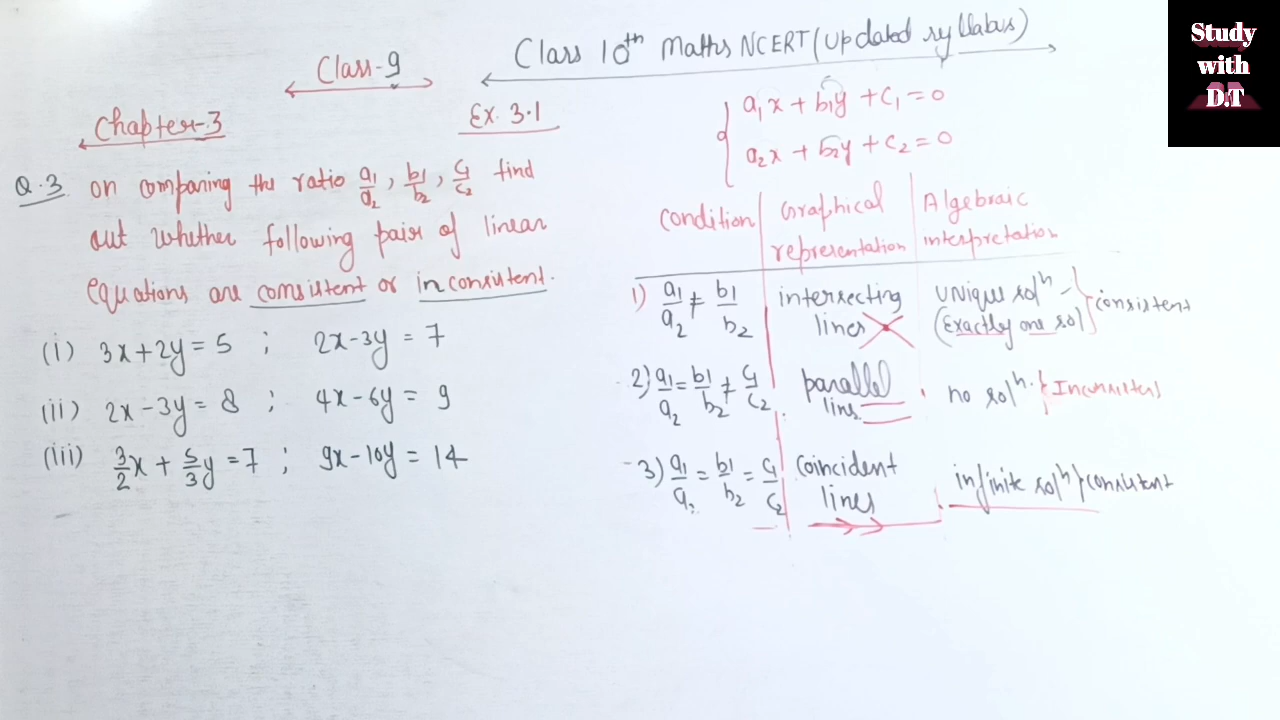 Class-9
Class 10th Maths NCERT (Updated syllabus)
Study
with
D.T
Chapter-3
Ex. 3.1
Q.3 on comparing the ratio a1/a2, b1/b2, c1/c2 find
out whether following pair of linear
equations are consistent or inconsistent.
(i) 3x+2y=5 ; 2x-3y=7
(ii) 2x-3y=8 ; 4x-6y=9
(iii) 3/2x+5/3y=7 ; 9x-10y=14
a1x+b1y+c1=0
a2x+b2y+c2=0
condition Graphical Algebraic
representation interpretation
1) a1/a2≠b1/b2 intersecting unique solⁿ consistent
lines (Exactly one sol)
2) a1/a2=b1/b2≠c1/c2 parallel no solⁿ. Inconsistent
lines
3) a1/a2=b1/b2=c1/c2 coincident infinite solⁿ consistent
lines